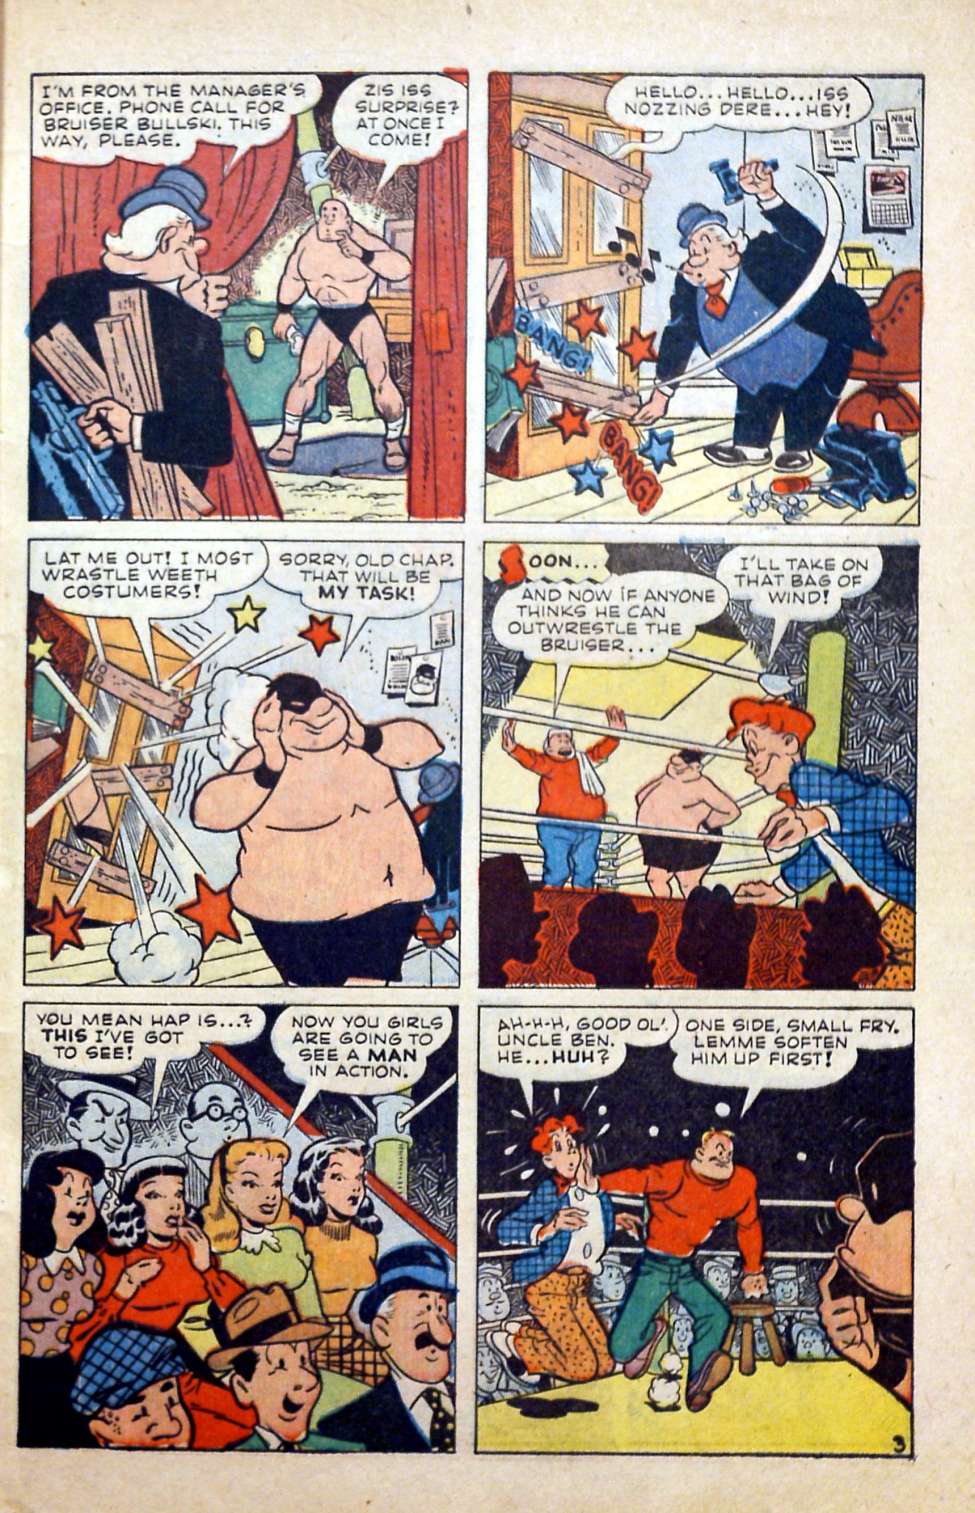 I'M FROM THE MANAGER'S
OFFICE. PHONE CALL FOR
BRUISER BULLSKI. THIS
WAY, PLEASE.
ZIS ISS
SURPRISE?
AT ONCE I
COME!
HELLO...HELLO...ISS
NOZZING DERE...HEY!
BANG!
BANG!
LAT ME OUT! I MOST
WRASTLE WEETH
COSTUMERS!
SORRY, OLD CHAP.
THAT WILL BE
MY TASK!
SOON...
AND NOW IF ANYONE
THINKS HE CAN
OUTWRESTLE THE
BRUISER...
I'LL TAKE ON
THAT BAG OF
WIND!
YOU MEAN HAP IS...?
THIS I'VE GOT
TO SEE!
NOW YOU GIRLS
ARE GOING TO
SEE A MAN
IN ACTION.
AH-H-H, GOOD OL'
UNCLE BEN.
HE...HUH?
ONE SIDE, SMALL FRY.
LEMME SOFTEN
HIM UP FIRST!
3